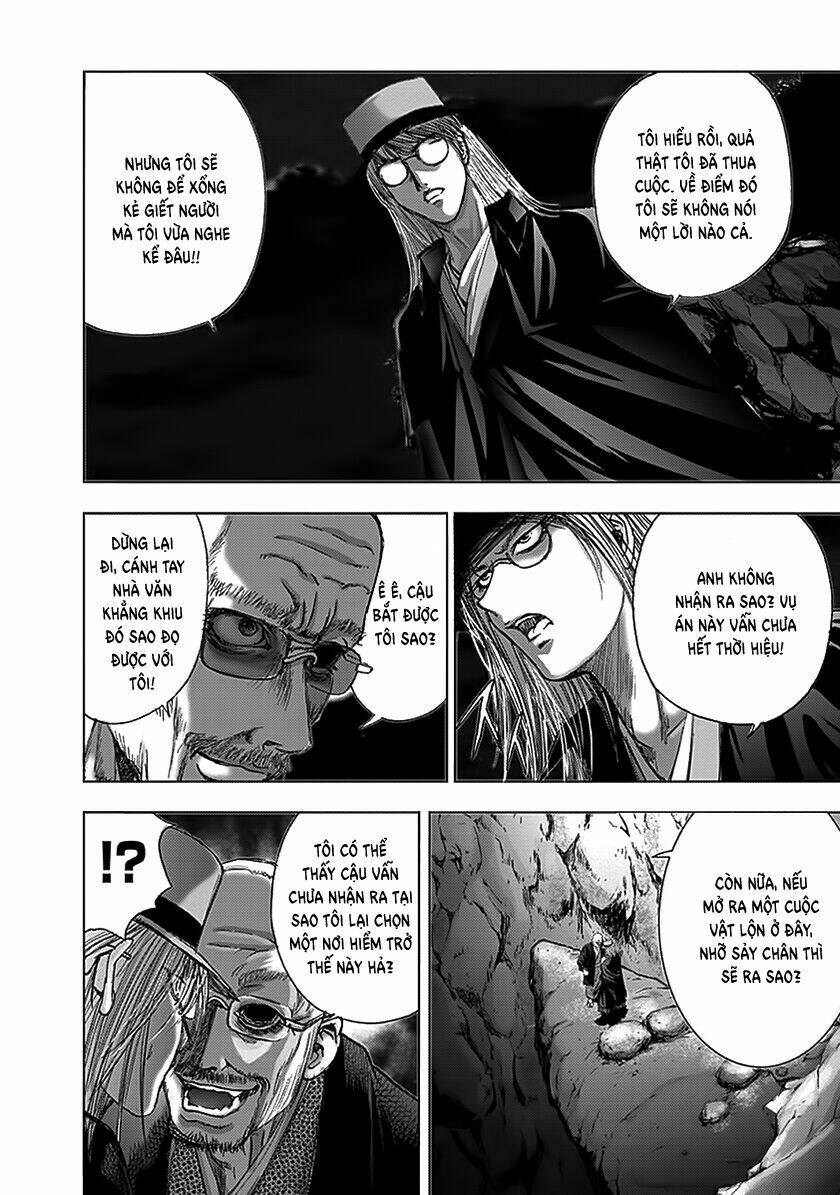 TÔI HIỂU RỒI, QUẢ
THẬT TÔI ĐÃ THUA
CUỘC. VỀ ĐIỂM ĐÓ
TÔI SẼ KHÔNG NÓI
MỘT LỜI NÀO CẢ.
NHƯNG TÔI SẼ
KHÔNG ĐỂ XỔNG
KẺ GIẾT NGƯỜI
MÀ TÔI VỪA NGHE
KỂ ĐÂU!!
ANH KHÔNG
NHẬN RA SAO? VỤ
ÁN NÀY VẪN CHƯA
HẾT THỜI HIỆU!
Ê Ê, CẬU
BẮT ĐƯỢC
TÔI SAO?
DỪNG LẠI
ĐI, CÁNH TAY
NHÀ VĂN
KHẲNG KHIU
ĐÓ SAO ĐỌ
ĐƯỢC VỚI
TÔI!
CÒN NỮA, NẾU
MỞ RA MỘT CUỘC
VẬT LỘN Ở ĐÂY,
NHỠ SẢY CHÂN THÌ
SẼ RA SAO?
TÔI CÓ THỂ
THẤY CẬU VẪN
CHƯA NHẬN RA TẠI
SAO TÔI LẠI CHỌN
MỘT NƠI HIỂM TRỞ
THẾ NÀY HẢ?
!?